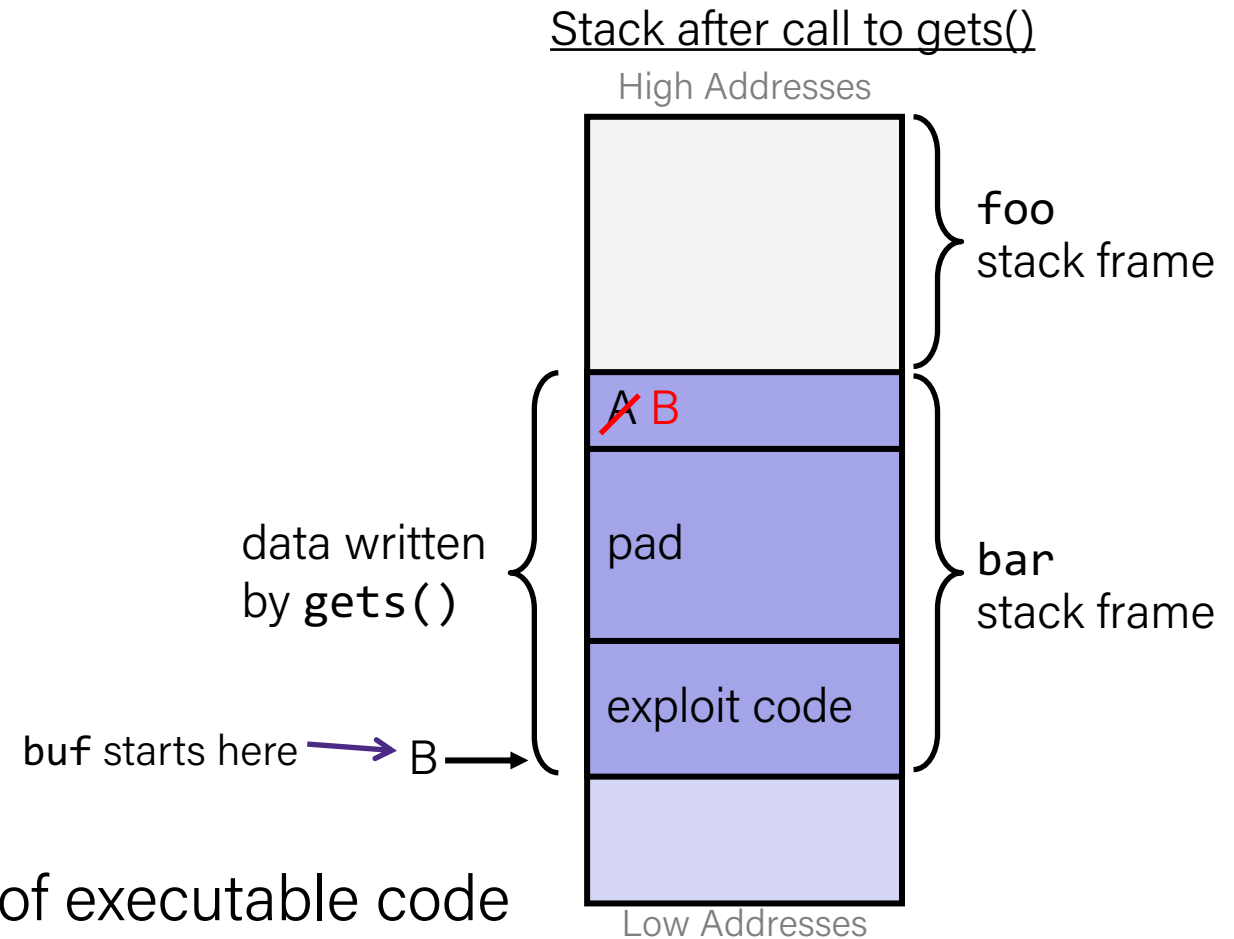 Stack after call to gets()
High Addresses
foo
stack frame
A B
data written
by gets()
pad
bar
stack frame
exploit code
buf starts here
B
of executable code
Low Addresses